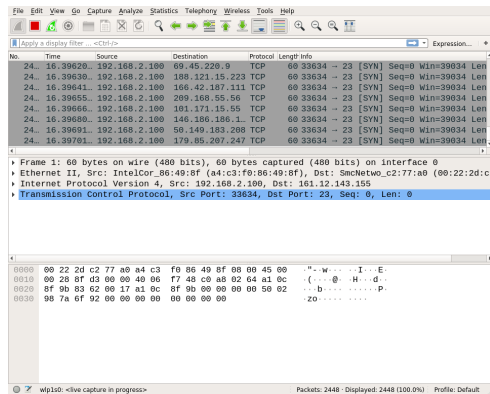 File Edit View Go Capture Analyze Statistics Telephony Wireless Tools Help
Apply a display filter ... <Ctrl-/> Expression... +
No. Time Source Destination Protocol Length Info
24… 16.39620… 192.168.2.100 69.45.220.9 TCP 60 33634 → 23 [SYN] Seq=0 Win=39034 Len
24… 16.39630… 192.168.2.100 188.121.15.223 TCP 60 33634 → 23 [SYN] Seq=0 Win=39034 Len
24… 16.39641… 192.168.2.100 166.42.187.111 TCP 60 33634 → 23 [SYN] Seq=0 Win=39034 Len
24… 16.39655… 192.168.2.100 209.168.55.56 TCP 60 33634 → 23 [SYN] Seq=0 Win=39034 Len
24… 16.39666… 192.168.2.100 101.171.15.55 TCP 60 33634 → 23 [SYN] Seq=0 Win=39034 Len
24… 16.39680… 192.168.2.100 146.186.186.1… TCP 60 33634 → 23 [SYN] Seq=0 Win=39034 Len
24… 16.39691… 192.168.2.100 50.149.183.208 TCP 60 33634 → 23 [SYN] Seq=0 Win=39034 Len
24… 16.39701… 192.168.2.100 179.85.207.247 TCP 60 33634 → 23 [SYN] Seq=0 Win=39034 Len
Frame 1: 60 bytes on wire (480 bits), 60 bytes captured (480 bits) on interface 0
Ethernet II, Src: IntelCor_86:49:8f (a4:c3:f0:86:49:8f), Dst: SmcNetwo_c2:77:a0 (00:22:2d:c
Internet Protocol Version 4, Src: 192.168.2.100, Dst: 161.12.143.155
Transmission Control Protocol, Src Port: 33634, Dst Port: 23, Seq: 0, Len: 0
0000 00 22 2d c2 77 a0 a4 c3 f0 86 49 8f 08 00 45 00 ·"-·w··· ··I···E·
0010 00 28 8f d3 00 00 40 06 f7 48 c0 a8 02 64 a1 0c ·(····@· ·H···d··
0020 8f 9b 83 62 00 17 a1 0c 8f 9b 00 00 00 00 50 02 ···b···· ······P·
0030 98 7a 6f 92 00 00 00 00 00 00 00 00 ·zo····· ····
wlp1s0: <live capture in progress> Packets: 2448 · Displayed: 2448 (100.0%) Profile: Default